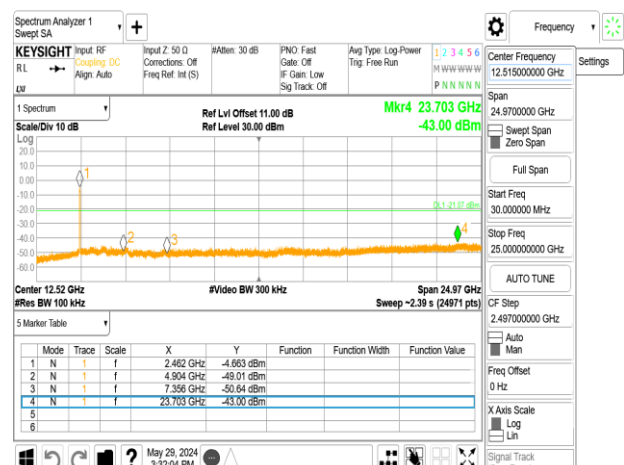 Spectrum Analyzer 1
Swept SA
Frequency
KEYSIGHT
RL
Input: RF
Coupling: DC
Align: Auto
Input Z: 50 Ω
Corrections: Off
Freq Ref: Int (S)
#Atten: 30 dB
PNO: Fast
Gate: Off
IF Gain: Low
Sig Track: Off
Avg Type: Log-Power
Trig: Free Run
1 2 3 4 5 6
M W W W W W
P N N N N N
1 Spectrum
Scale/Div 10 dB
Ref Lvl Offset 11.00 dB
Ref Level 30.00 dBm
Mkr4 23.703 GHz
-43.00 dBm
Log
20.0
10.0
0.00
-10.0
-20.0
-30.0
-40.0
-50.0
-60.0
1
2
3
4
Center 12.52 GHz
#Res BW 100 kHz
#Video BW 300 kHz
Span 24.97 GHz
Sweep ~2.39 s (24971 pts)
5 Marker Table
Mode Trace Scale X Y Function Function Width Function Value
1 N 1 f 2.462 GHz -4.663 dBm
2 N 1 f 4.904 GHz -49.01 dBm
3 N 1 f 7.356 GHz -50.64 dBm
4 N 1 f 23.703 GHz -43.00 dBm
5
6
May 29, 2024
3:32:04 PM
Center Frequency
12.515000000 GHz
Settings
Span
24.9700000 GHz
Swept Span
Zero Span
Full Span
Start Freq
30.000000 MHz
Stop Freq
25.000000000 GHz
AUTO TUNE
CF Step
2.497000000 GHz
Auto
Man
Freq Offset
0 Hz
X Axis Scale
Log
Lin
Signal Track